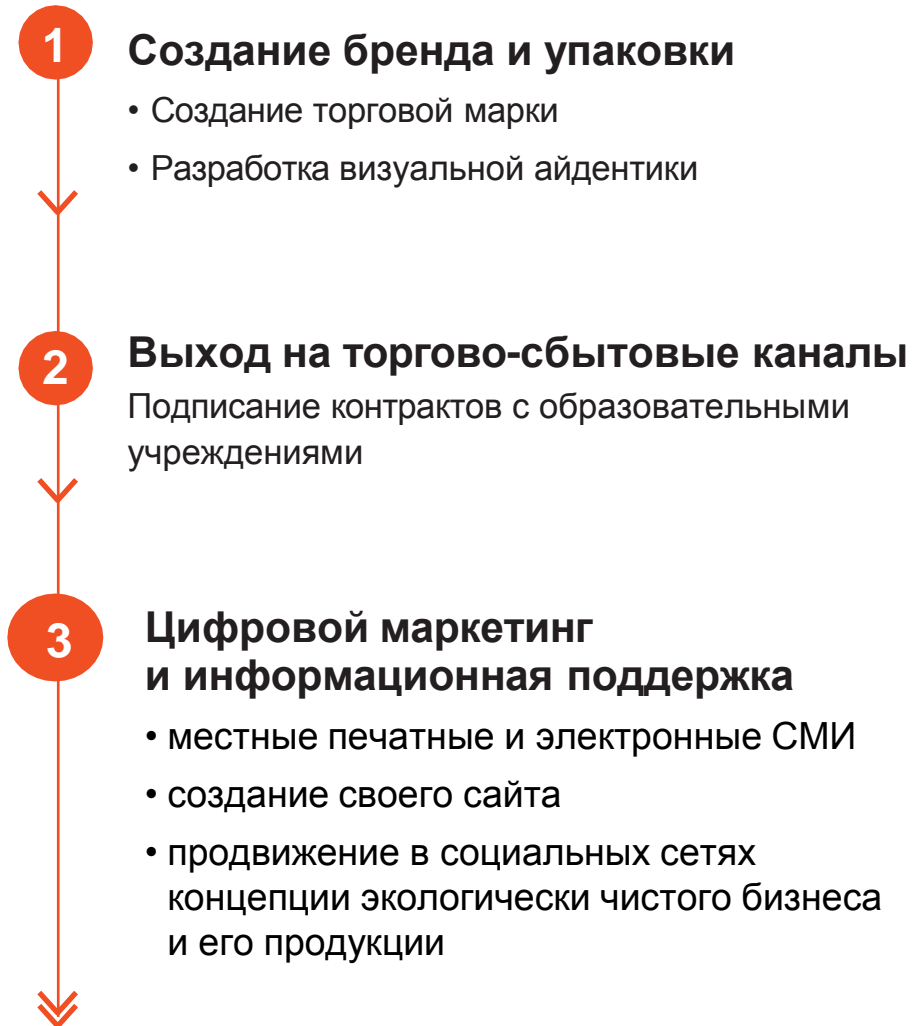 1
Создание бренда и упаковки
• Создание торговой марки
• Разработка визуальной айдентики
2
Выход на торгово-сбытовые каналы
Подписание контрактов с образовательными
учреждениями
3
Цифровой маркетинг
и информационная поддержка
• местные печатные и электронные СМИ
• создание своего сайта
• продвижение в социальных сетях
концепции экологически чистого бизнеса
и его продукции